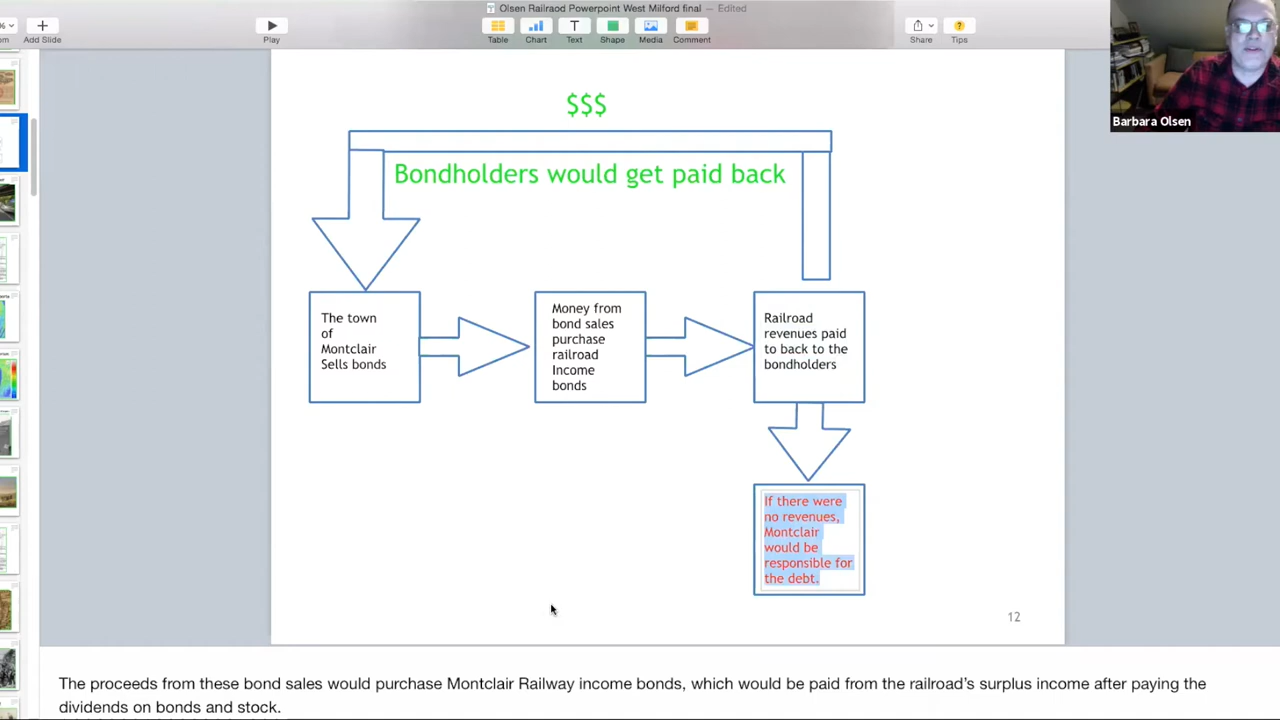 Olsen Railraod Powerpoint West Milford final — Edited
Add Slide
Play
Table
Chart
Text
Shape
Media
Comment
Share
Tips
Barbara Olsen
$$$
Bondholders would get paid back
The town
of
Montclair
Sells bonds
Money from
bond sales
purchase
railroad
Income
bonds
Railroad
revenues paid
to back to the
bondholders
If there were
no revenues,
Montclair
would be
responsible for
the debt.
12
The proceeds from these bond sales would purchase Montclair Railway income bonds, which would be paid from the railroad’s surplus income after paying the
dividends on bonds and stock.